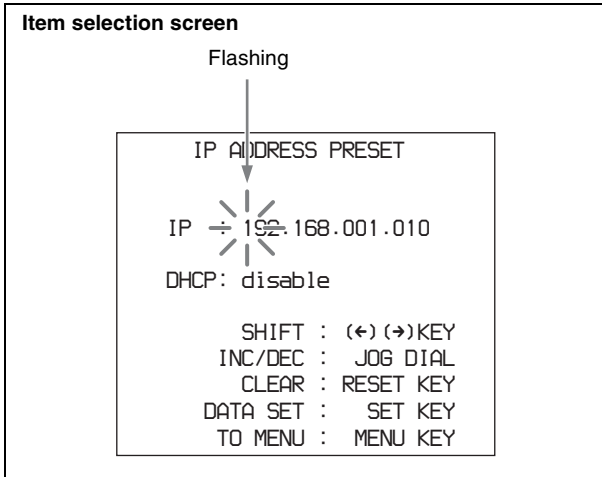 Item selection screen
Flashing
IP ADDRESS PRESET
IP : 192.168.001.010
DHCP: disable
SHIFT : (←) (→)KEY
INC/DEC : JOG DIAL
CLEAR : RESET KEY
DATA SET : SET KEY
TO MENU : MENU KEY